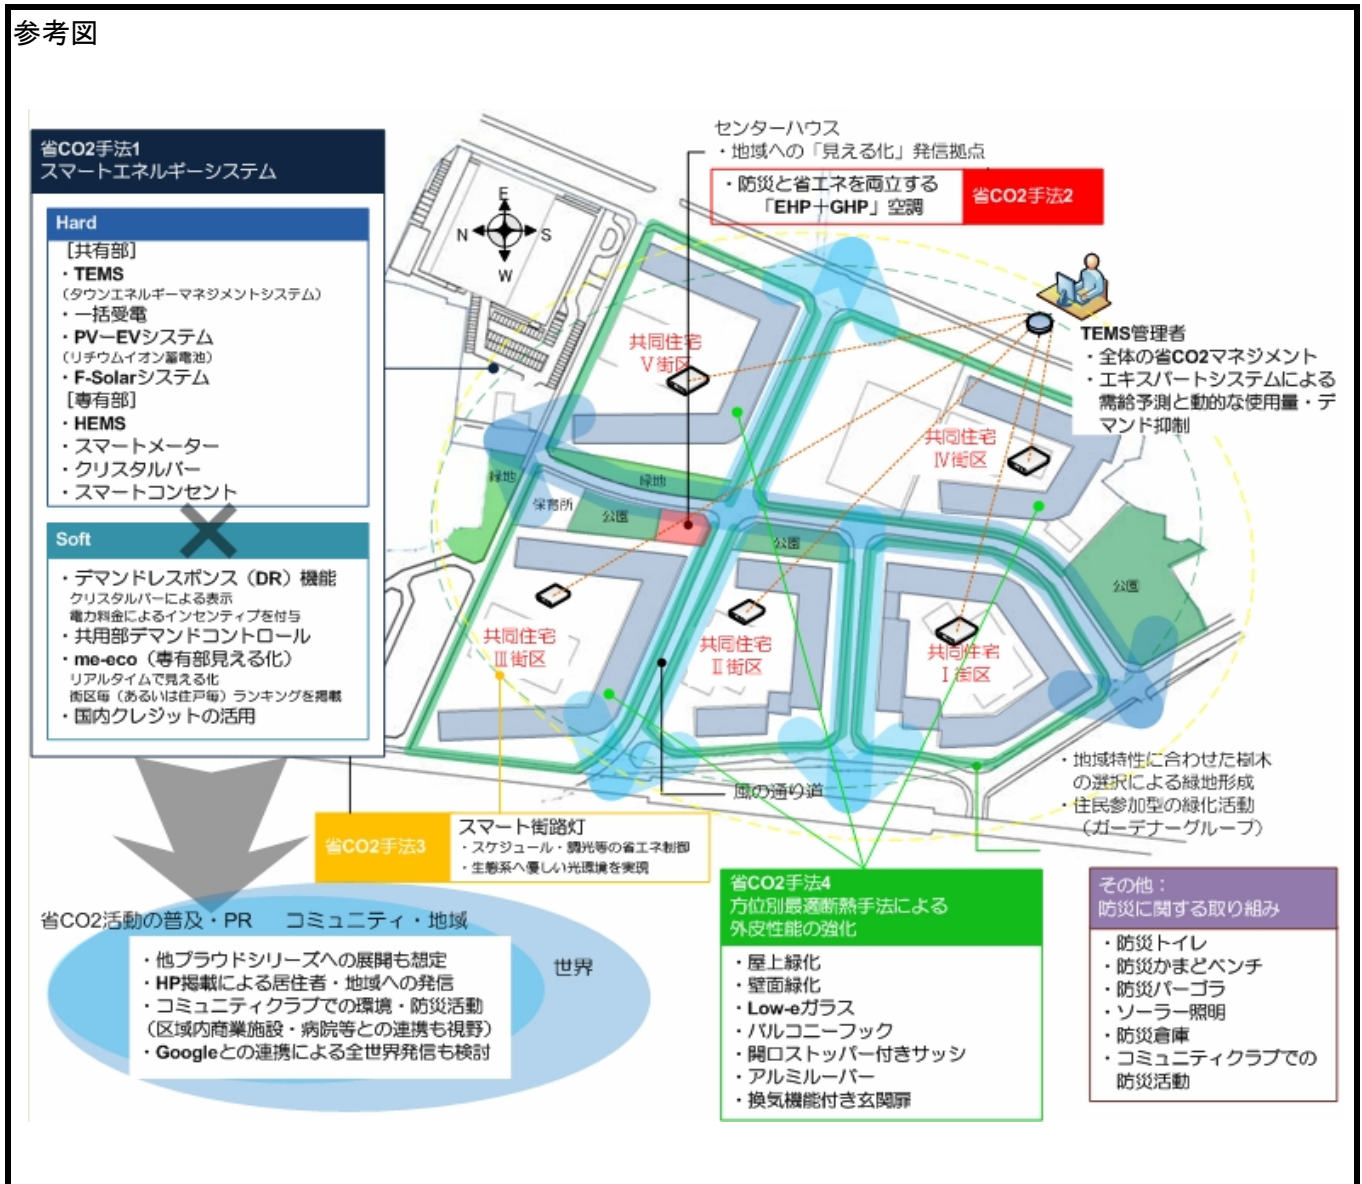 参考図
省CO2手法1
スマートエネルギーシステム
Hard
［共有部］
・TEMS
（タウンエネルギーマネジメントシステム）
・一括受電
・PVーEVシステム
（リチウムイオン蓄電池）
・F-Solarシステム
［専有部］
・HEMS
・スマートメーター
・クリスタルバー
・スマートコンセント
Soft
・デマンドレスポンス（DR）機能
クリスタルバーによる表示
電力料金によるインセンティブを付与
・共用部デマンドコントロール
・me-eco（専有部見える化）
リアルタイムで見える化
街区毎（あるいは住戸毎）ランキングを掲載
・国内クレジットの活用
E
N
S
W
センターハウス
・地域への「見える化」発信拠点
・防災と省エネを両立する
「EHP＋GHP」空調
省CO2手法2
TEMS管理者
・全体の省CO2マネジメント
・エキスパートシステムによる
需給予測と動的な使用量・デ
マンド抑制
共同住宅
Ⅴ街区
共同住宅
Ⅳ街区
緑地
緑地
保育所
公園
公園
公園
共同住宅
Ⅲ街区
共同住宅
Ⅱ街区
共同住宅
Ⅰ街区
風の通り道
・地域特性に合わせた樹木
の選択による緑地形成
・住民参加型の緑化活動
（ガーデナーグループ）
省CO2手法3
スマート街路灯
・スケジュール・調光等の省エネ制御
・生態系へ優しい光環境を実現
省CO2活動の普及・PR
コミュニティ・地域
世界
・他プラウドシリーズへの展開も想定
・HP掲載による居住者・地域への発信
・コミュニティクラブでの環境・防災活動
（区域内商業施設・病院等との連携も視野）
・Googleとの連携による全世界発信も検討
省CO2手法4
方位別最適断熱手法による
外皮性能の強化
・屋上緑化
・壁面緑化
・Low-eガラス
・バルコニーフック
・開口ストッパー付きサッシ
・アルミルーバー
・換気機能付き玄関扉
その他：
防災に関する取り組み
・防災トイレ
・防災かまどベンチ
・防災パーゴラ
・ソーラー照明
・防災倉庫
・コミュニティクラブでの
防災活動